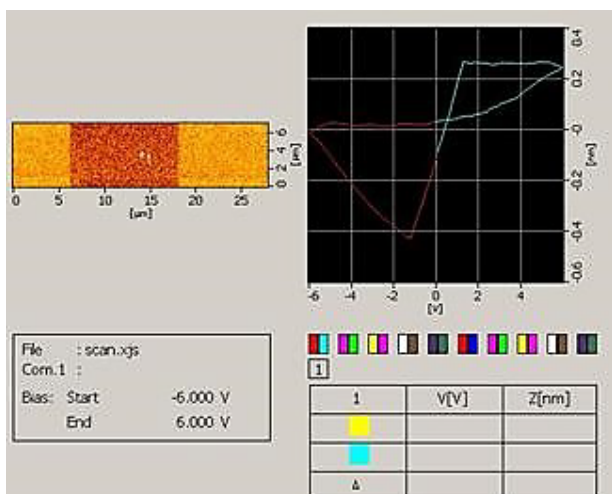 0.4
0.2
-0
-0.2
-0.4
-0.6
[nm]
-6 -4 -2 0 2 4
[V]
6
4
2
0
[µm]
0 5 10 15 20 25
[µm]
File : scan.xjs
Com.1 :
Bias: Start -6.000 V
End 6.000 V
1
1 V[V] Z[nm]
Δ